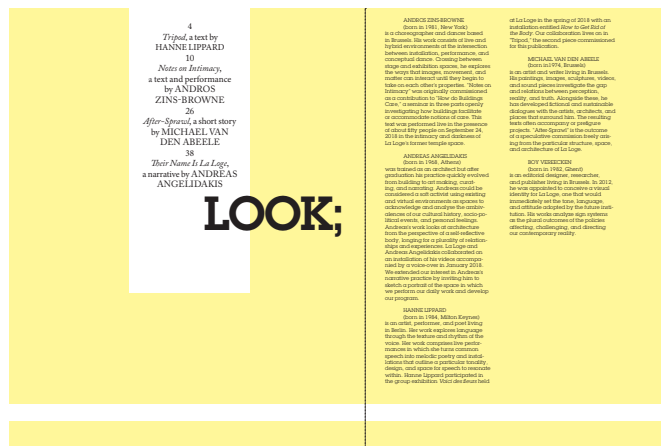 4
Tripod, a text by
HANNE LIPPARD
10
Notes on Intimacy,
a text and performance
by ANDROS
ZINS-BROWNE
26
After-Sprawl, a short story
by MICHAEL VAN
DEN ABEELE
38
Their Name Is La Loge,
a narrative by ANDREAS
ANGELIDAKIS
LOOK;
ANDROS ZINS-BROWNE
(born in 1981, New York)
is a choreographer and dancer based
in Brussels. His work consists of live and
hybrid environments at the intersection
between installation, performance, and
conceptual dance. Crossing between
stage and exhibition spaces, he explores
the ways that images, movement, and
matter can interact until they begin to
take on each other's properties. "Notes on
Intimacy" was originally commissioned
as a contribution to "How do Buildings
Care," a seminar in three parts openly
investigating how buildings facilitate
or accommodate notions of care. This
text was performed live in the presence
of about fifty people on September 24,
2018 in the intimacy and darkness of
La Loge's former temple space.
ANDREAS ANGELIDAKIS
(born in 1968, Athens)
was trained as an architect but after
graduation his practice quickly evolved
from building to art making, curat-
ing, and narrating. Andreas could be
considered a soft activist using existing
and virtual environments as spaces to
acknowledge and analyse the ambiv-
alences of our cultural history, socio-po-
litical events, and personal feelings.
Andreas's work looks at architecture
from the perspective of a self-reflective
body, longing for a plurality of relation-
ships and experiences. La Loge and
Andreas Angelidakis collaborated on
an installation of his videos accompa-
nied by a voice-over in January 2018.
We extended our interest in Andreas's
narrative practice by inviting him to
sketch a portrait of the space in which
we perform our daily work and develop
our program.
HANNE LIPPARD
(born in 1984, Milton Keynes)
is an artist, performer, and poet living
in Berlin. Her work explores language
through the texture and rhythm of the
voice. Her work comprises live perfor-
mances in which she turns common
speech into melodic poetry and instal-
lations that outline a particular tonality,
design, and space for speech to resonate
within. Hanne Lippard participated in
the group exhibition Voici des fleurs held
at La Loge in the spring of 2018 with an
installation entitled How to Get Rid of
the Body. Our collaboration lives on in
"Tripod," the second piece commissioned
for this publication.
MICHAEL VAN DEN ABEELE
(born in1974, Brussels)
is an artist and writer living in Brussels.
His paintings, images, sculptures, videos,
and sound pieces investigate the gap
and relations between perception,
reality, and truth. Alongside these, he
has developed fictional and sustainable
dialogues with the artists, architects, and
places that surround him. The resulting
texts often accompany or prefigure
projects. "After-Sprawl" is the outcome
of a speculative commission freely aris-
ing from the particular structure, space,
and architecture of La Loge.
BOY VEREECKEN
(born in 1982, Ghent)
is an editorial designer, researcher,
and publisher living in Brussels. In 2012,
he was appointed to conceive a visual
identity for La Loge, one that would
immediately set the tone, language,
and attitude adopted by the future insti-
tution. His works analyze sign systems
as the plural outcomes of the policies
affecting, challenging, and directing
our contemporary reality.